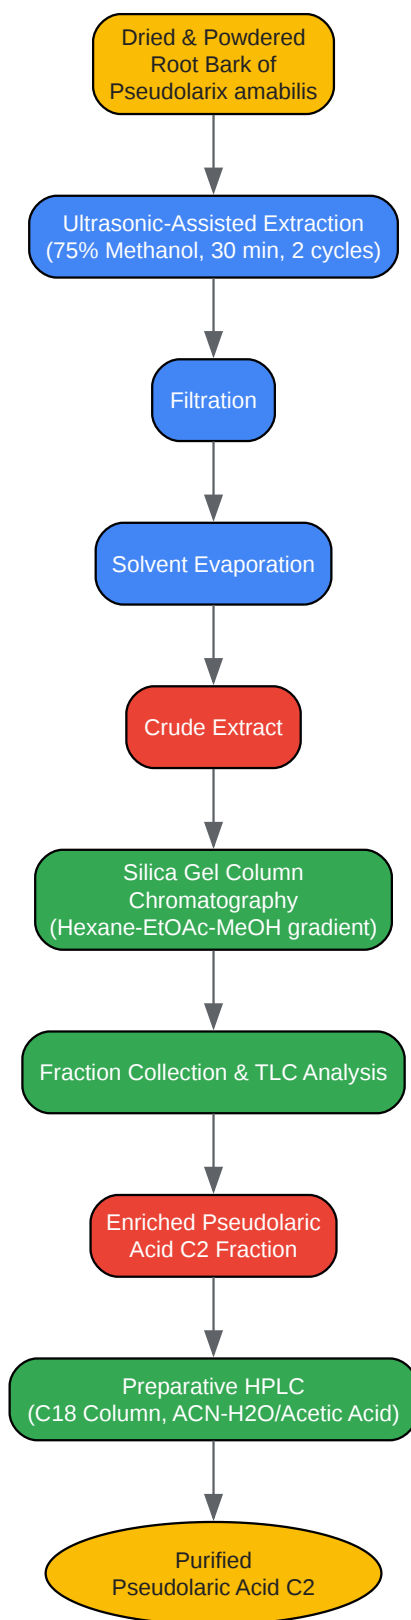 Dried & Powdered
Root Bark of
Pseudolarix amabilis
Ultrasonic-Assisted Extraction
(75% Methanol, 30 min, 2 cycles)
Filtration
Solvent Evaporation
Crude Extract
Silica Gel Column
Chromatography
(Hexane-EtOAc-MeOH gradient)
Fraction Collection & TLC Analysis
Enriched Pseudolaric
Acid C2 Fraction
Preparative HPLC
(C18 Column, ACN-H2O/Acetic Acid)
Purified
Pseudolaric Acid C2